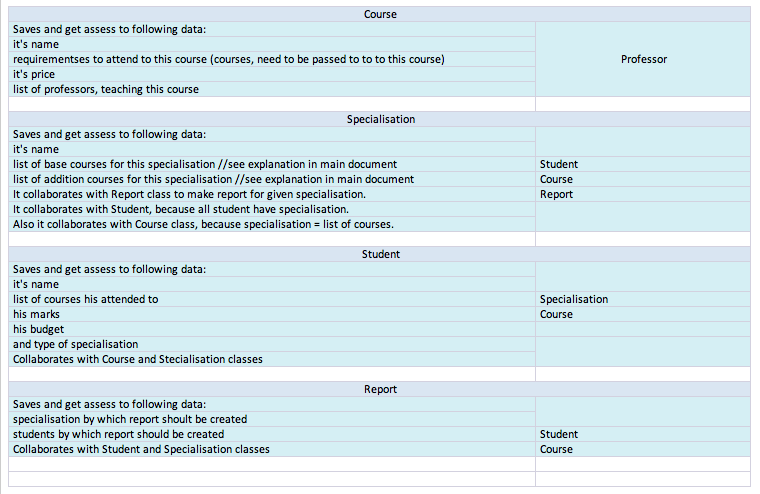 Course
Saves and get assess to following data:
it's name
requirementses to attend to this course (courses, need to be passed to to to this course)
Professor
it's price
list of professors, teaching this course
Specialisation
Saves and get assess to following data:
it's name
list of base courses for this specialisation //see explanation in main document
Student
list of addition courses for this specialisation //see explanation in main document
Course
It collaborates with Report class to make report for given specialisation.
Report
It collaborates with Student, because all student have specialisation.
Also it collaborates with Course class, because specialisation = list of courses.
Student
Saves and get assess to following data:
it's name
list of courses his attended to
Specialisation
his marks
Course
his budget
and type of specialisation
Collaborates with Course and Stecialisation classes
Report
Saves and get assess to following data:
specialisation by which report shoult be created
students by which report should be created
Student
Collaborates with Student and Specialisation classes
Course